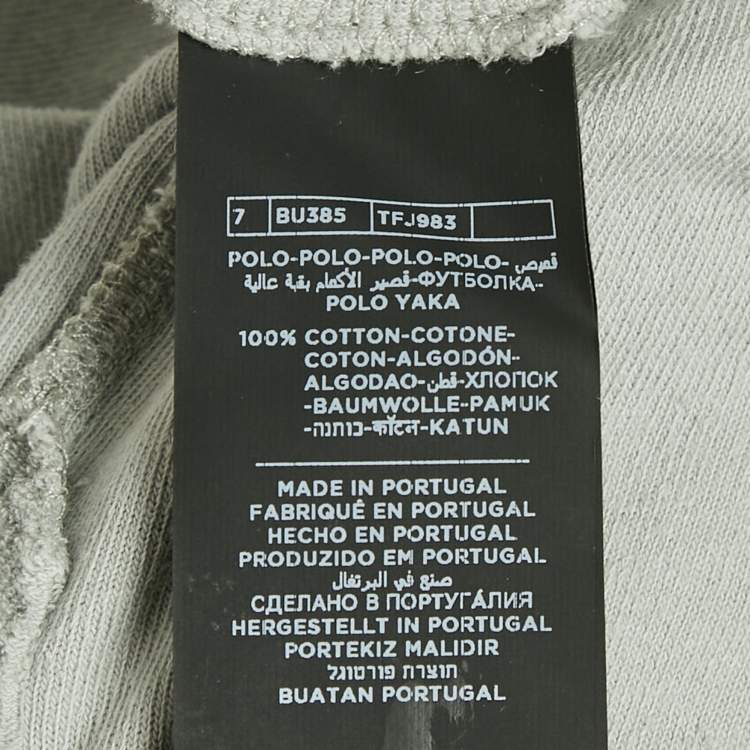 7 BU385 TFJ983
POLO-POLO-POLO-POLO- قميص
قصير الأكمام بقبة عالية-ФУТБОЛКА-
POLO YAKA
100% COTTON-COTONE-
COTON-ALGODÓN-
ALGODAO-قطن-ХЛОПОК
-BAUMWOLLE-PAMUK
-כותנה-कॉटन-KATUN
MADE IN PORTUGAL
FABRIQUÉ EN PORTUGAL
HECHO EN PORTUGAL
PRODUZIDO EM PORTUGAL
صنع في البرتغال
СДЕЛАНО В ПОРТУГÁЛИЯ
HERGESTELLT IN PORTUGAL
PORTEKIZ MALIDIR
תוצרת פורטוגל
BUATAN PORTUGAL